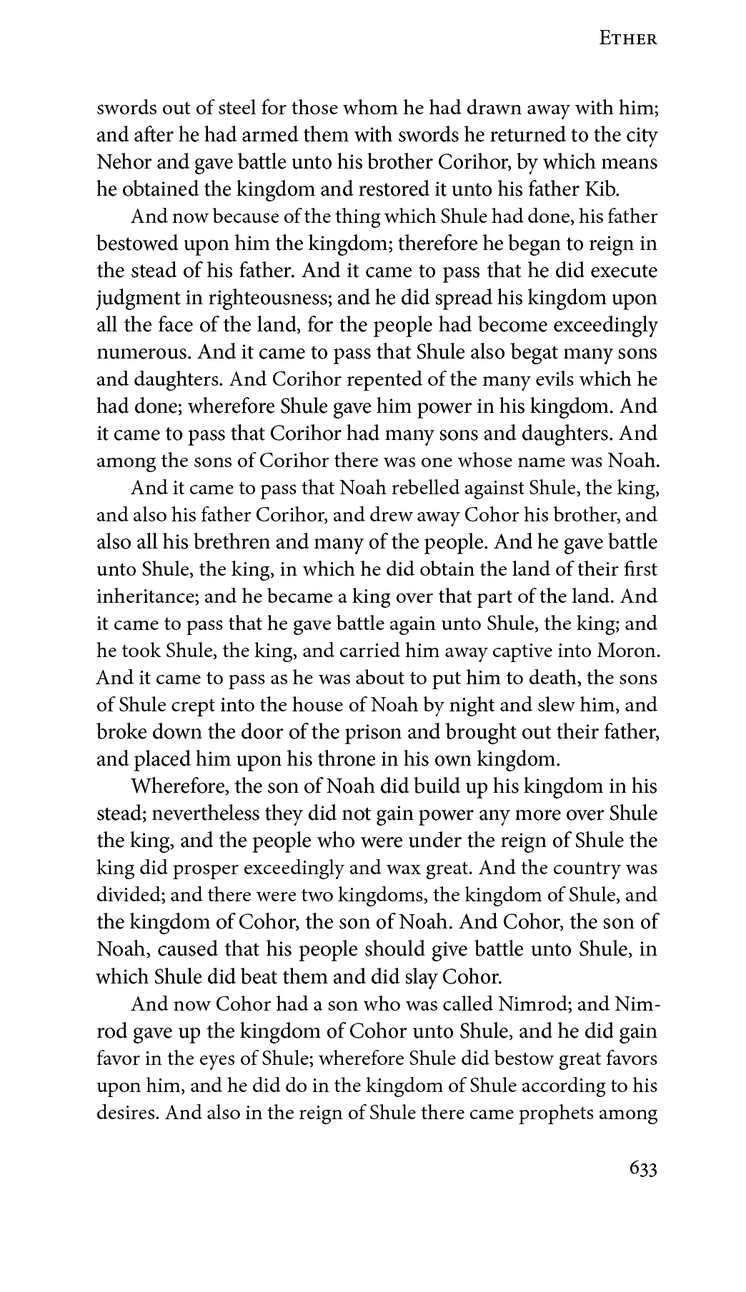 Ether
swords out of steel for those whom he had drawn away with him;
and after he had armed them with swords he returned to the city
Nehor and gave battle unto his brother Corihor, by which means
he obtained the kingdom and restored it unto his father Kib.
And now because of the thing which Shule had done, his father
bestowed upon him the kingdom; therefore he began to reign in
the stead of his father. And it came to pass that he did execute
judgment in righteousness; and he did spread his kingdom upon
all the face of the land, for the people had become exceedingly
numerous. And it came to pass that Shule also begat many sons
and daughters. And Corihor repented of the many evils which he
had done; wherefore Shule gave him power in his kingdom. And
it came to pass that Corihor had many sons and daughters. And
among the sons of Corihor there was one whose name was Noah.
And it came to pass that Noah rebelled against Shule, the king,
and also his father Corihor, and drew away Cohor his brother, and
also all his brethren and many of the people. And he gave battle
unto Shule, the king, in which he did obtain the land of their first
inheritance; and he became a king over that part of the land. And
it came to pass that he gave battle again unto Shule, the king; and
he took Shule, the king, and carried him away captive into Moron.
And it came to pass as he was about to put him to death, the sons
of Shule crept into the house of Noah by night and slew him, and
broke down the door of the prison and brought out their father,
and placed him upon his throne in his own kingdom.
Wherefore, the son of Noah did build up his kingdom in his
stead; nevertheless they did not gain power any more over Shule
the king, and the people who were under the reign of Shule the
king did prosper exceedingly and wax great. And the country was
divided; and there were two kingdoms, the kingdom of Shule, and
the kingdom of Cohor, the son of Noah. And Cohor, the son of
Noah, caused that his people should give battle unto Shule, in
which Shule did beat them and did slay Cohor.
And now Cohor had a son who was called Nimrod; and Nim-
rod gave up the kingdom of Cohor unto Shule, and he did gain
favor in the eyes of Shule; wherefore Shule did bestow great favors
upon him, and he did do in the kingdom of Shule according to his
desires. And also in the reign of Shule there came prophets among
633